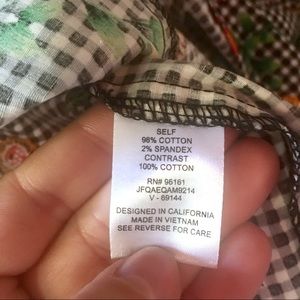 SELF
98% COTTON
2% SPANDEX
CONTRAST
100% COTTON
RN# 96161
JFQAEQAM9214
V - 69144
DESIGNED IN CALIFORNIA
MADE IN VIETNAM
SEE REVERSE FOR CARE